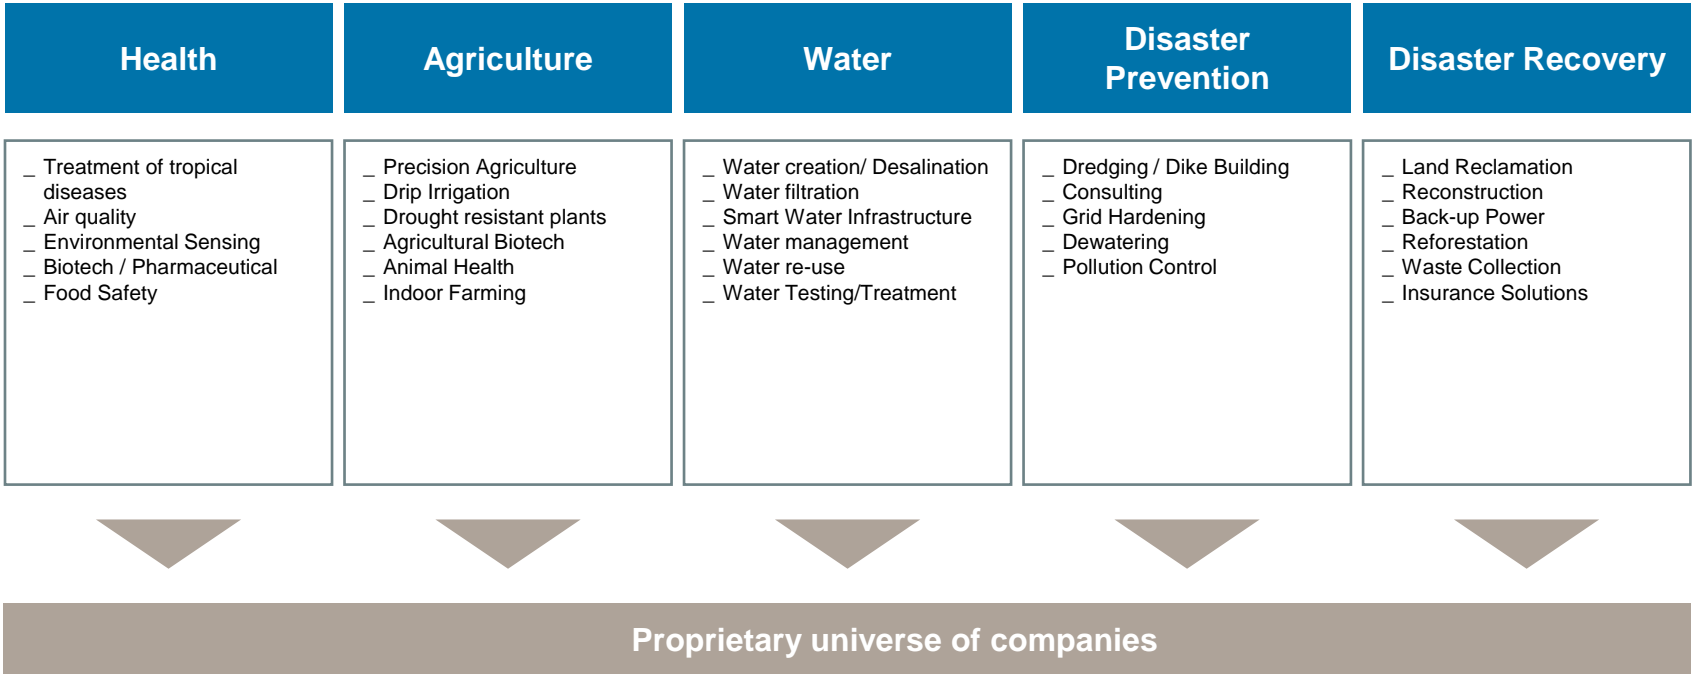 Health
Agriculture
Water
Disaster
Prevention
Disaster Recovery
_ Treatment of tropical
diseases
_ Air quality
_ Environmental Sensing
_ Biotech / Pharmaceutical
_ Food Safety
_ Precision Agriculture
_ Drip Irrigation
_ Drought resistant plants
_ Agricultural Biotech
_ Animal Health
_ Indoor Farming
_ Water creation/ Desalination
_ Water filtration
_ Smart Water Infrastructure
_ Water management
_ Water re-use
_ Water Testing/Treatment
_ Dredging / Dike Building
_ Consulting
_ Grid Hardening
_ Dewatering
_ Pollution Control
_ Land Reclamation
_ Reconstruction
_ Back-up Power
_ Reforestation
_ Waste Collection
_ Insurance Solutions
Proprietary universe of companies